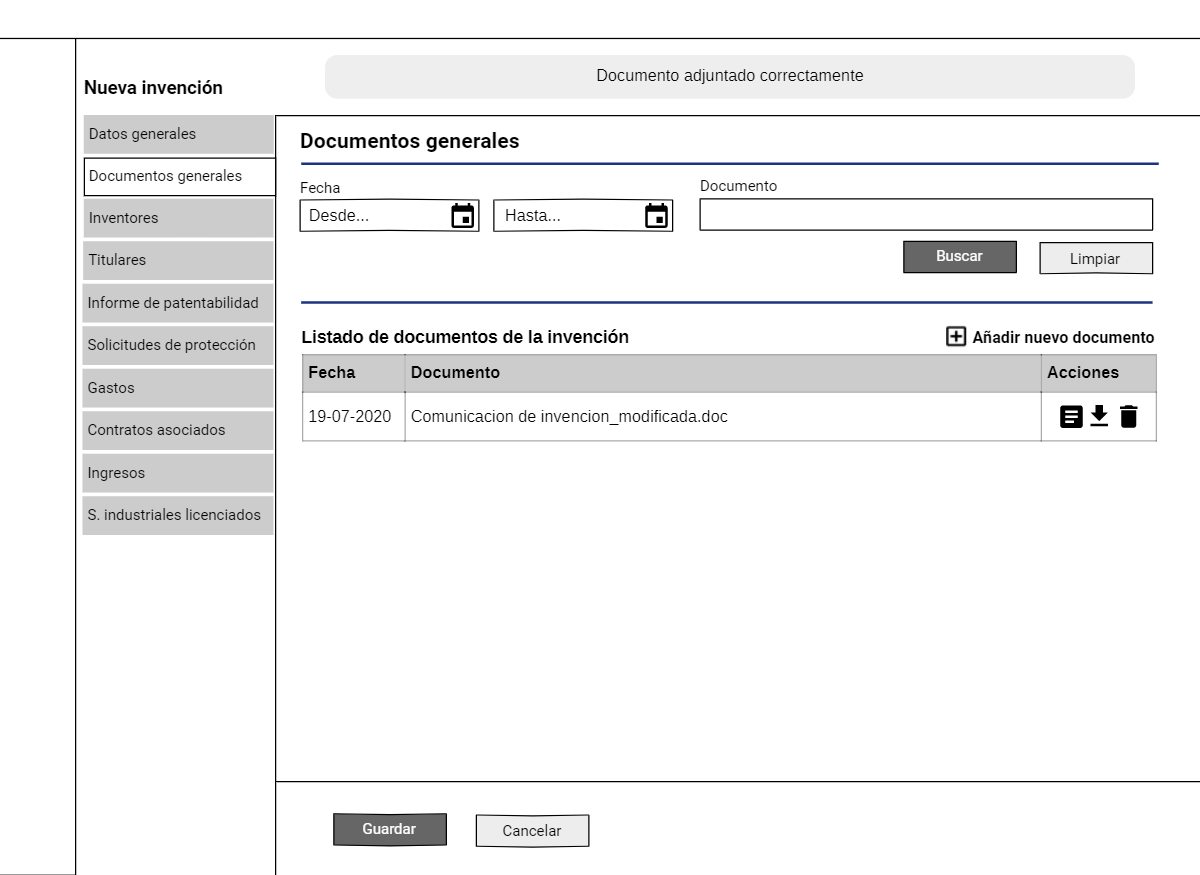 Documento adjuntado correctamente
Nueva invención
Datos generales
Documentos generales
Inventores
Titulares
Informe de patentabilidad
Solicitudes de protección
Gastos
Contratos asociados
Ingresos
S. industriales licenciados
Documentos generales
Fecha
Documento
Desde...
Hasta...
Buscar
Limpiar
Listado de documentos de la invención
Añadir nuevo documento
Fecha Documento Acciones
19-07-2020 Comunicacion de invencion_modificada.doc
Guardar
Cancelar